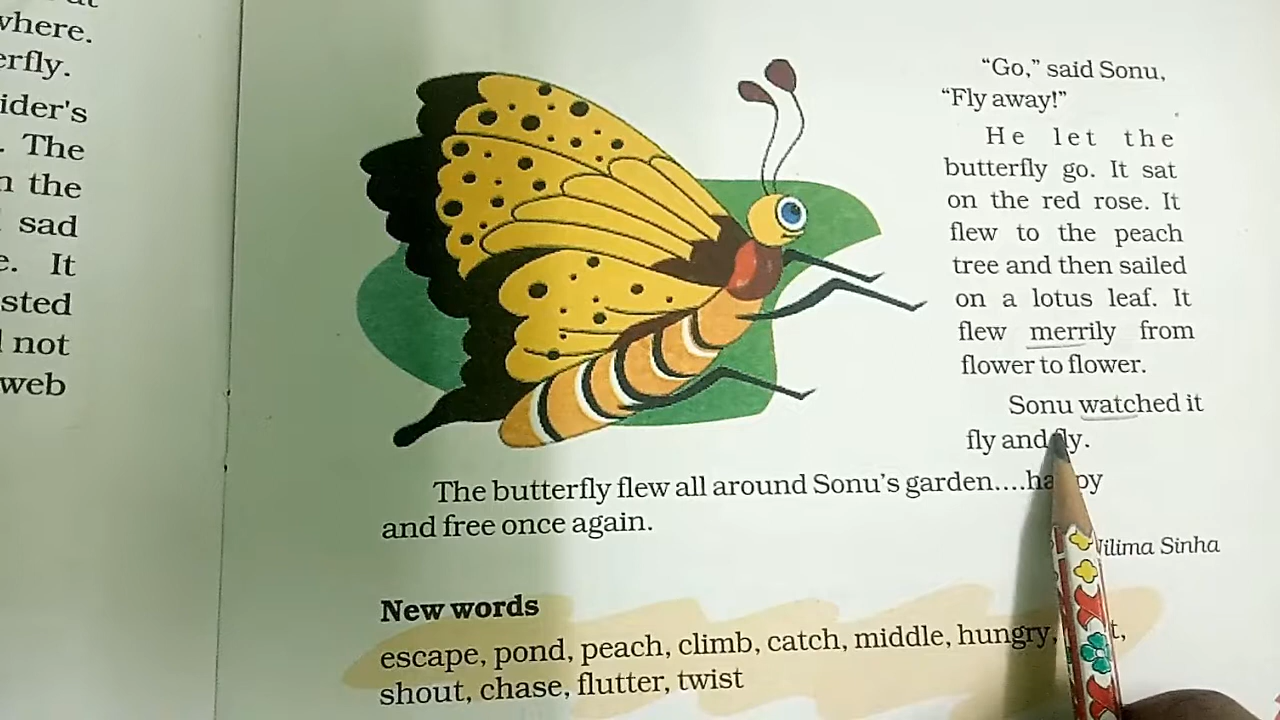 where.
erfly.
ider's
. The
n the
sad
e. It
sted
not
web
"Go," said Sonu,
"Fly away!"
He let the
butterfly go. It sat
on the red rose. It
flew to the peach
tree and then sailed
on a lotus leaf. It
flew merrily from
flower to flower.
Sonu watched it
fly and fly.
The butterfly flew all around Sonu's garden....happy
and free once again.
Nilima Sinha
New words
escape, pond, peach, climb, catch, middle, hungry,
shout, chase, flutter, twist